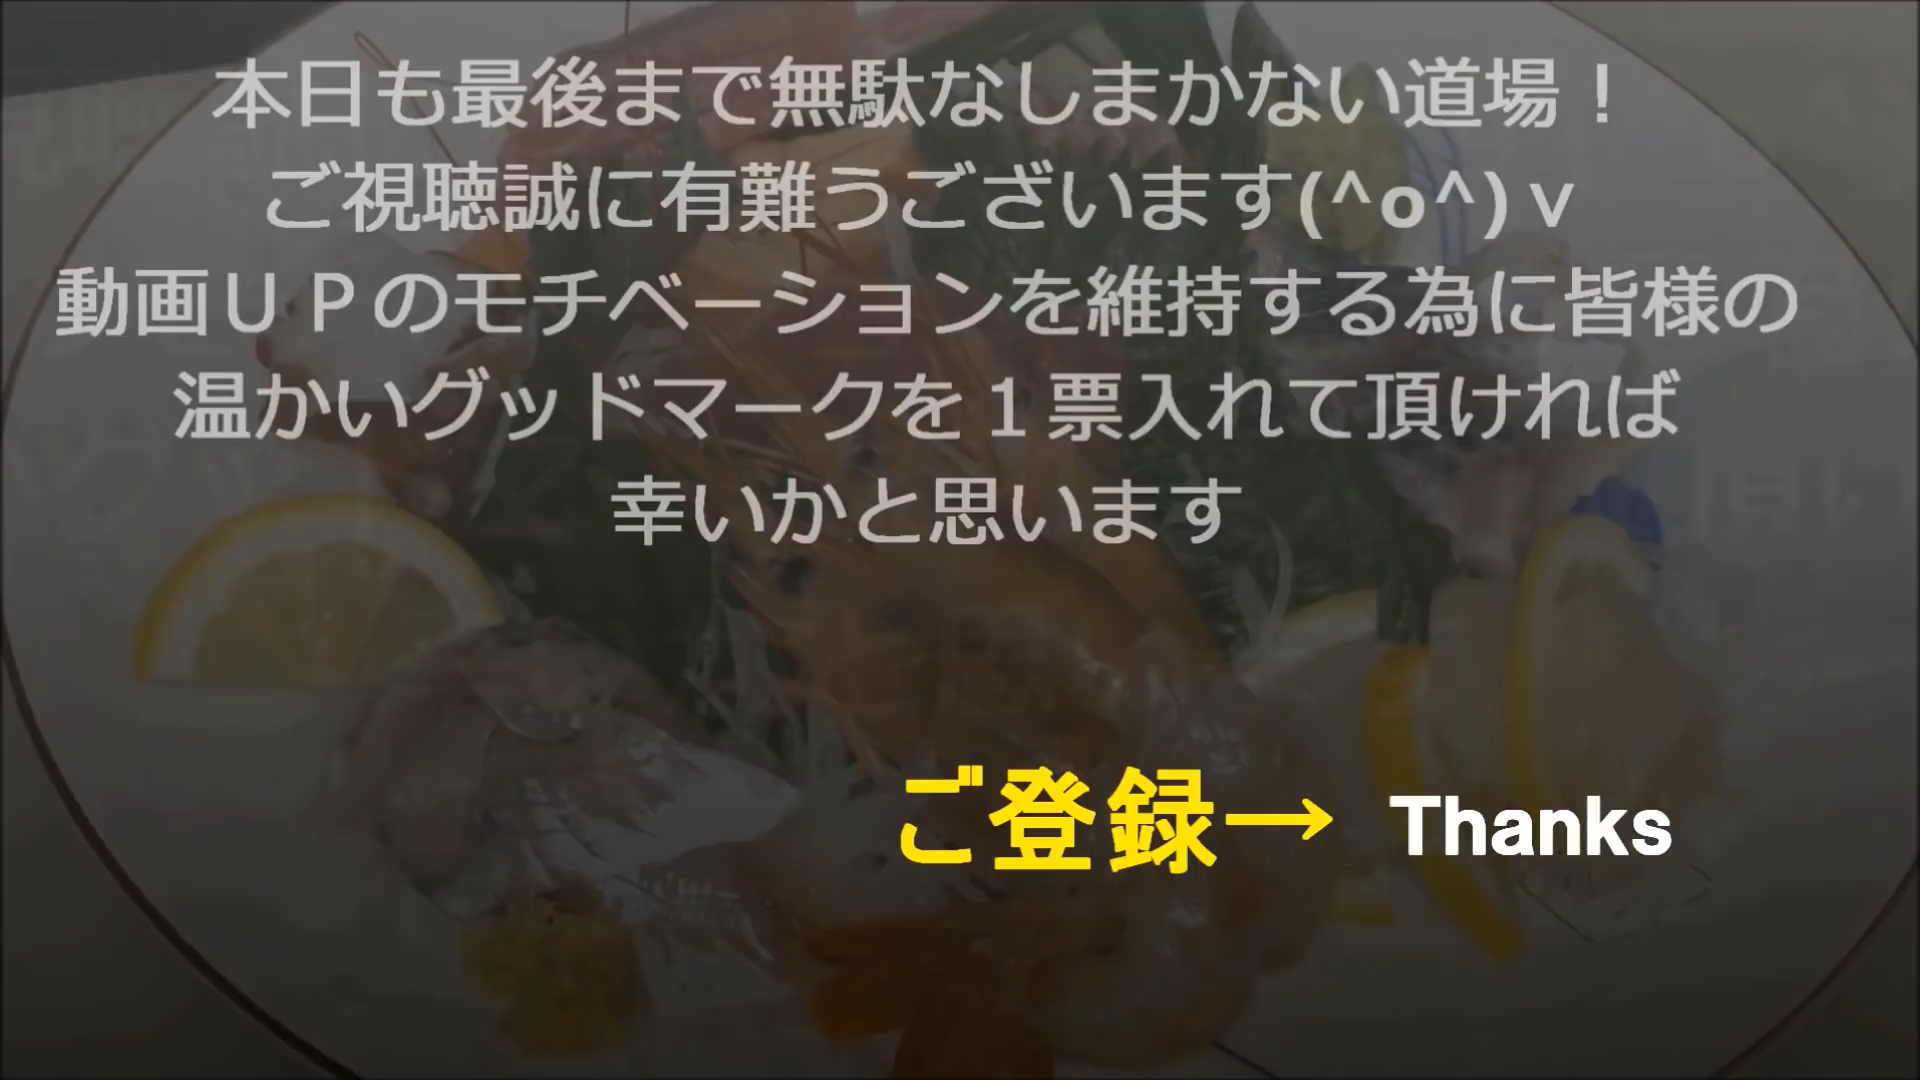 本日も最後まで無駄なしまかない道場！
ご視聴誠に有難うございます(^o^)ｖ
動画ＵＰのモチベーションを維持する為に皆様の
温かいグッドマークを１票入れて頂ければ
幸いかと思います
ご登録→ Thanks